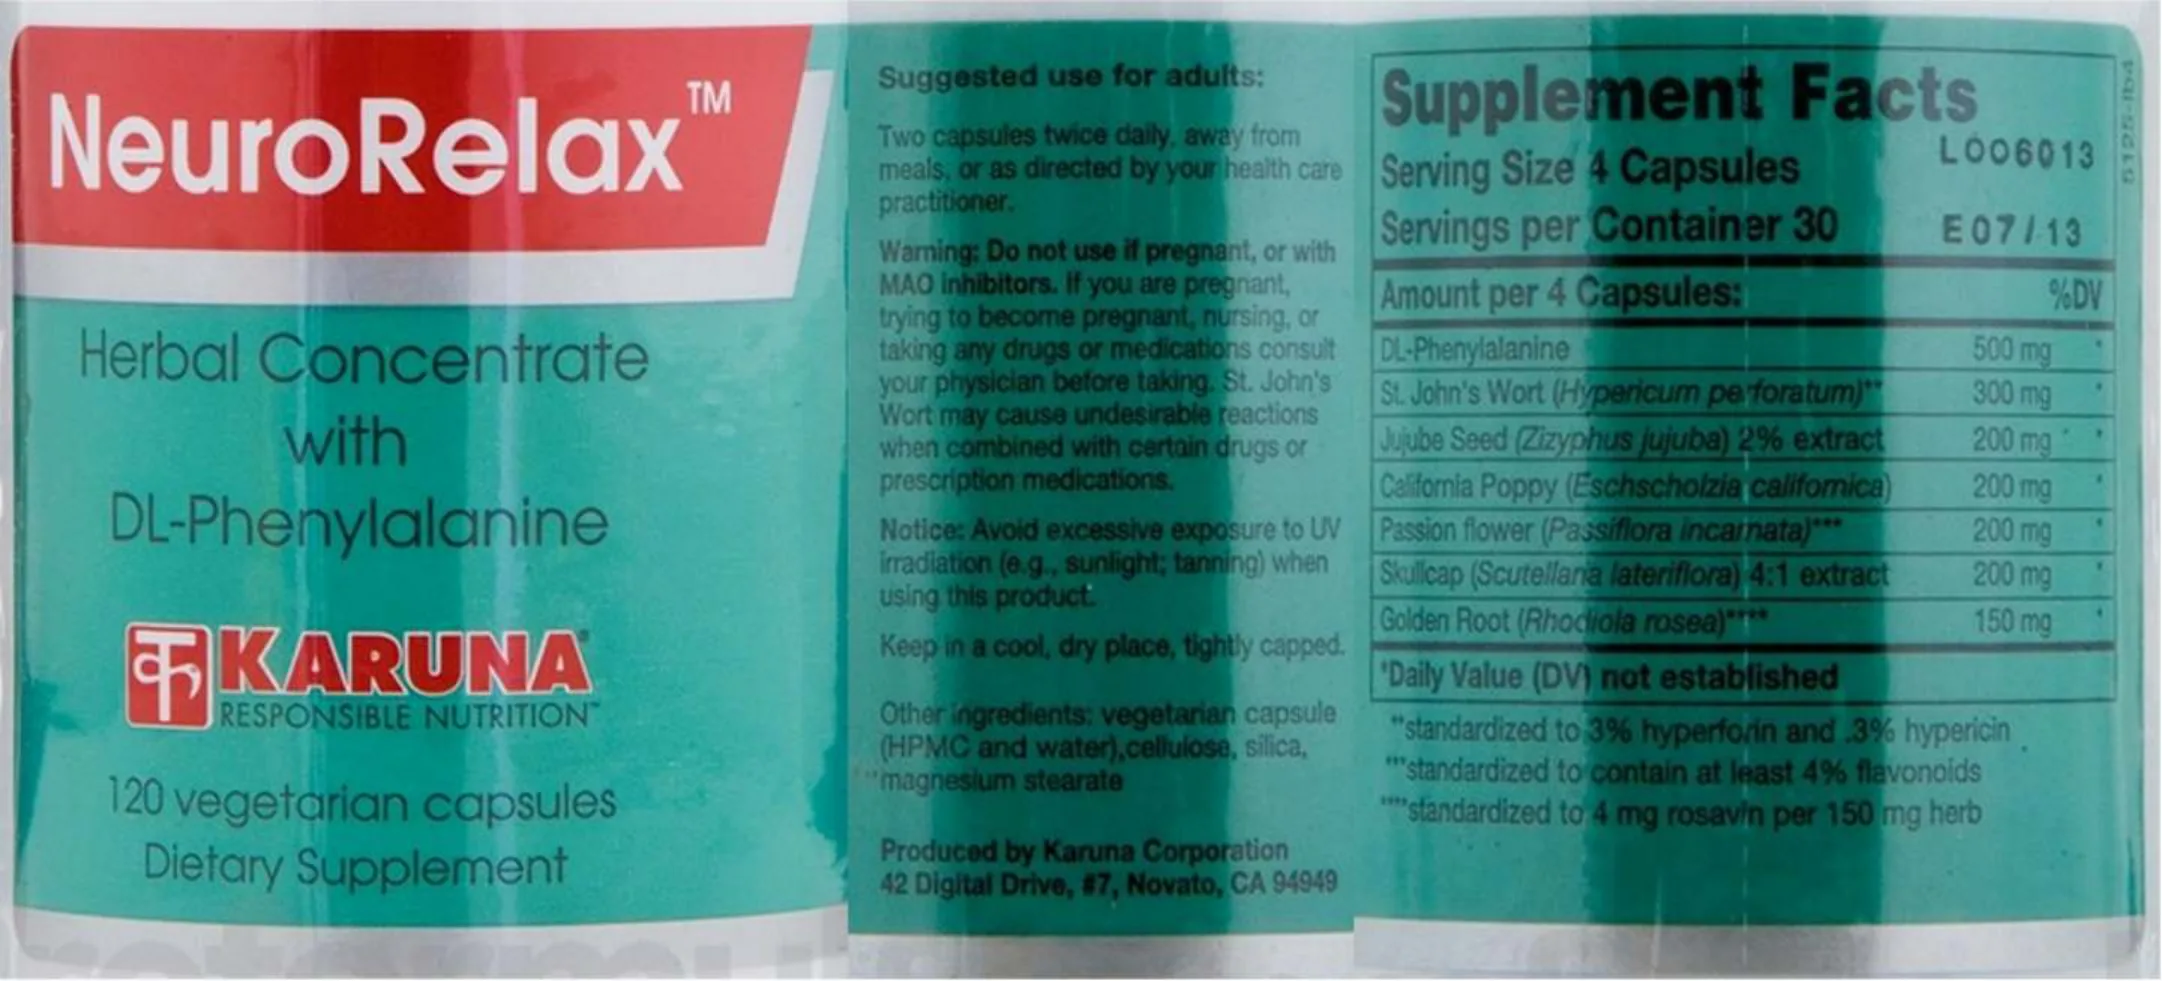 NeuroRelax™
Herbal Concentrate
with
DL-Phenylalanine
क KARUNA®
RESPONSIBLE NUTRITION™
120 vegetarian capsules
Dietary Supplement
Suggested use for adults:
Two capsules twice daily, away from
meals, or as directed by your health care
practitioner.
Warning: Do not use if pregnant, or with
MAO inhibitors. If you are pregnant,
trying to become pregnant, nursing, or
taking any drugs or medications consult
your physician before taking. St. John's
Wort may cause undesirable reactions
when combined with certain drugs or
prescription medications.
Notice: Avoid excessive exposure to UV
irradiation (e.g., sunlight; tanning) when
using this product.
Keep in a cool, dry place, tightly capped.
Other ingredients: vegetarian capsule
(HPMC and water),cellulose, silica,
magnesium stearate
Produced by Karuna Corporation
42 Digital Drive, #7, Novato, CA 94949
Supplement Facts
Serving Size 4 Capsules L006013
Servings per Container 30 E07/13
Amount per 4 Capsules: %DV
DL-Phenylalanine 500 mg *
St. John's Wort (Hypericum perforatum)** 300 mg *
Jujube Seed (Zizyphus jujuba) 2% extract 200 mg *
California Poppy (Eschscholzia californica) 200 mg *
Passion flower (Passiflora incarnata)*** 200 mg *
Skullcap (Scutellaria lateriflora) 4:1 extract 200 mg *
Golden Root (Rhodiola rosea)**** 150 mg *
*Daily Value (DV) not established
**standardized to 3% hyperforin and .3% hypericin
***standardized to contain at least 4% flavonoids
****standardized to 4 mg rosavin per 150 mg herb